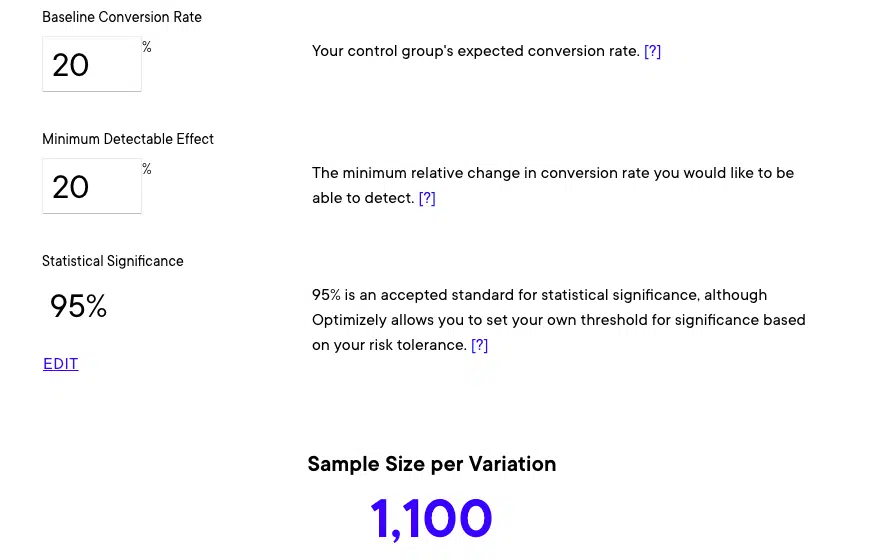 Baseline Conversion Rate
20 %
Your control group's expected conversion rate. [?]
Minimum Detectable Effect
20 %
The minimum relative change in conversion rate you would like to be
able to detect. [?]
Statistical Significance
95%
95% is an accepted standard for statistical significance, although
Optimizely allows you to set your own threshold for significance based
on your risk tolerance. [?]
EDIT
Sample Size per Variation
1,100